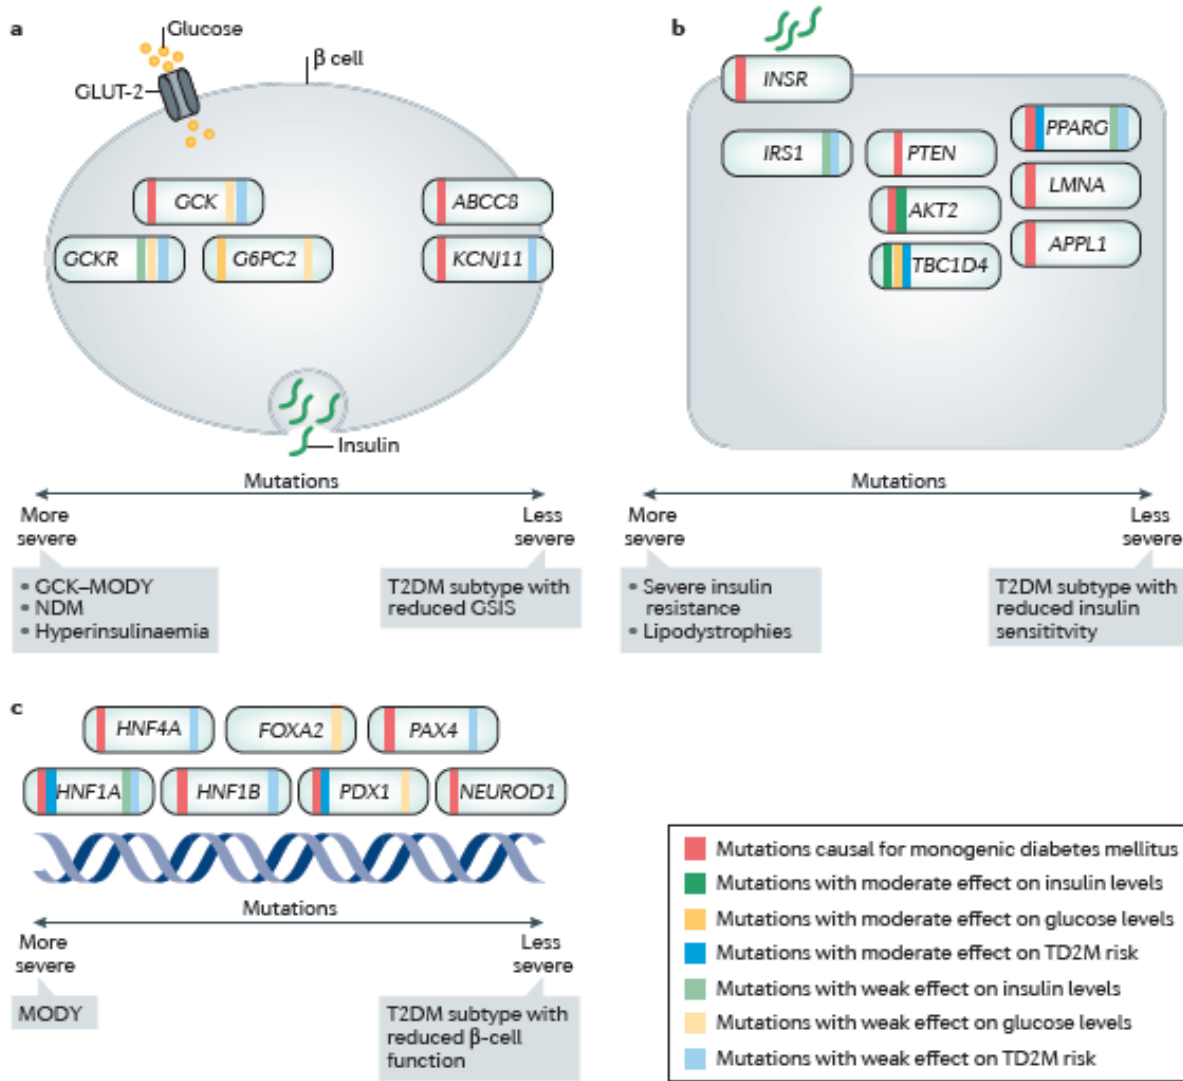 a
Glucose
β cell
GLUT-2
GCK
ABCC8
GCKR
G6PC2
KCNJ11
Insulin
Mutations
More
severe
Less
severe
• GCK–MODY
• NDM
• Hyperinsulinaemia
T2DM subtype with
reduced GSIS
b
INSR
IRS1
PTEN
PPARG
AKT2
LMNA
TBC1D4
APPL1
Mutations
More
severe
Less
severe
• Severe insulin
resistance
• Lipodystrophies
T2DM subtype with
reduced insulin
sensititvity
c
HNF4A
FOXA2
PAX4
HNF1A
HNF1B
PDX1
NEUROD1
Mutations
More
severe
Less
severe
MODY
T2DM subtype with
reduced β-cell
function
Mutations causal for monogenic diabetes mellitus
Mutations with moderate effect on insulin levels
Mutations with moderate effect on glucose levels
Mutations with moderate effect on TD2M risk
Mutations with weak effect on insulin levels
Mutations with weak effect on glucose levels
Mutations with weak effect on TD2M risk